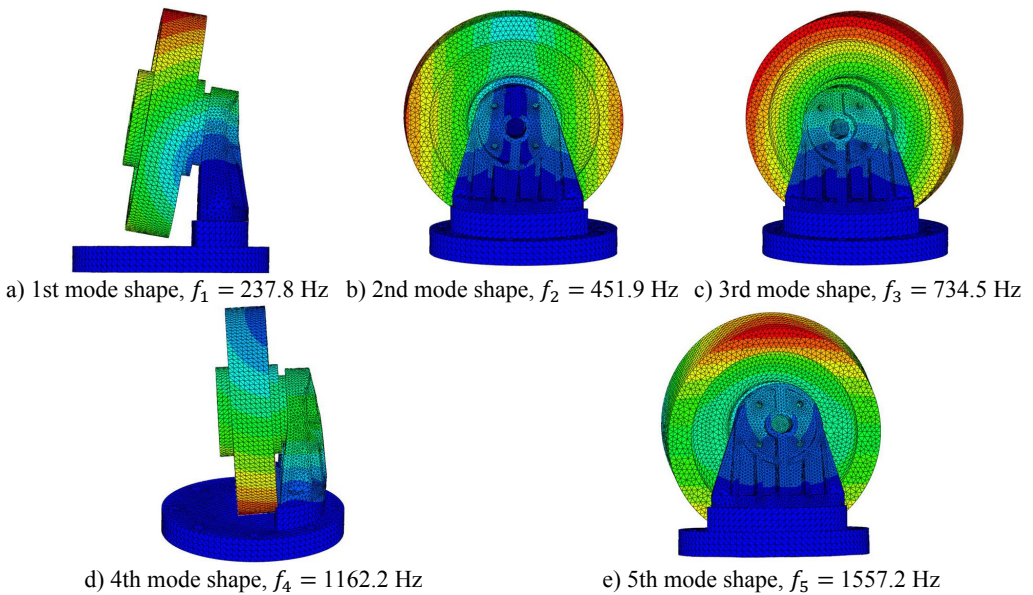 a) 1st mode shape, f₁ = 237.8 Hz b) 2nd mode shape, f₂ = 451.9 Hz c) 3rd mode shape, f₃ = 734.5 Hz
d) 4th mode shape, f₄ = 1162.2 Hz e) 5th mode shape, f₅ = 1557.2 Hz